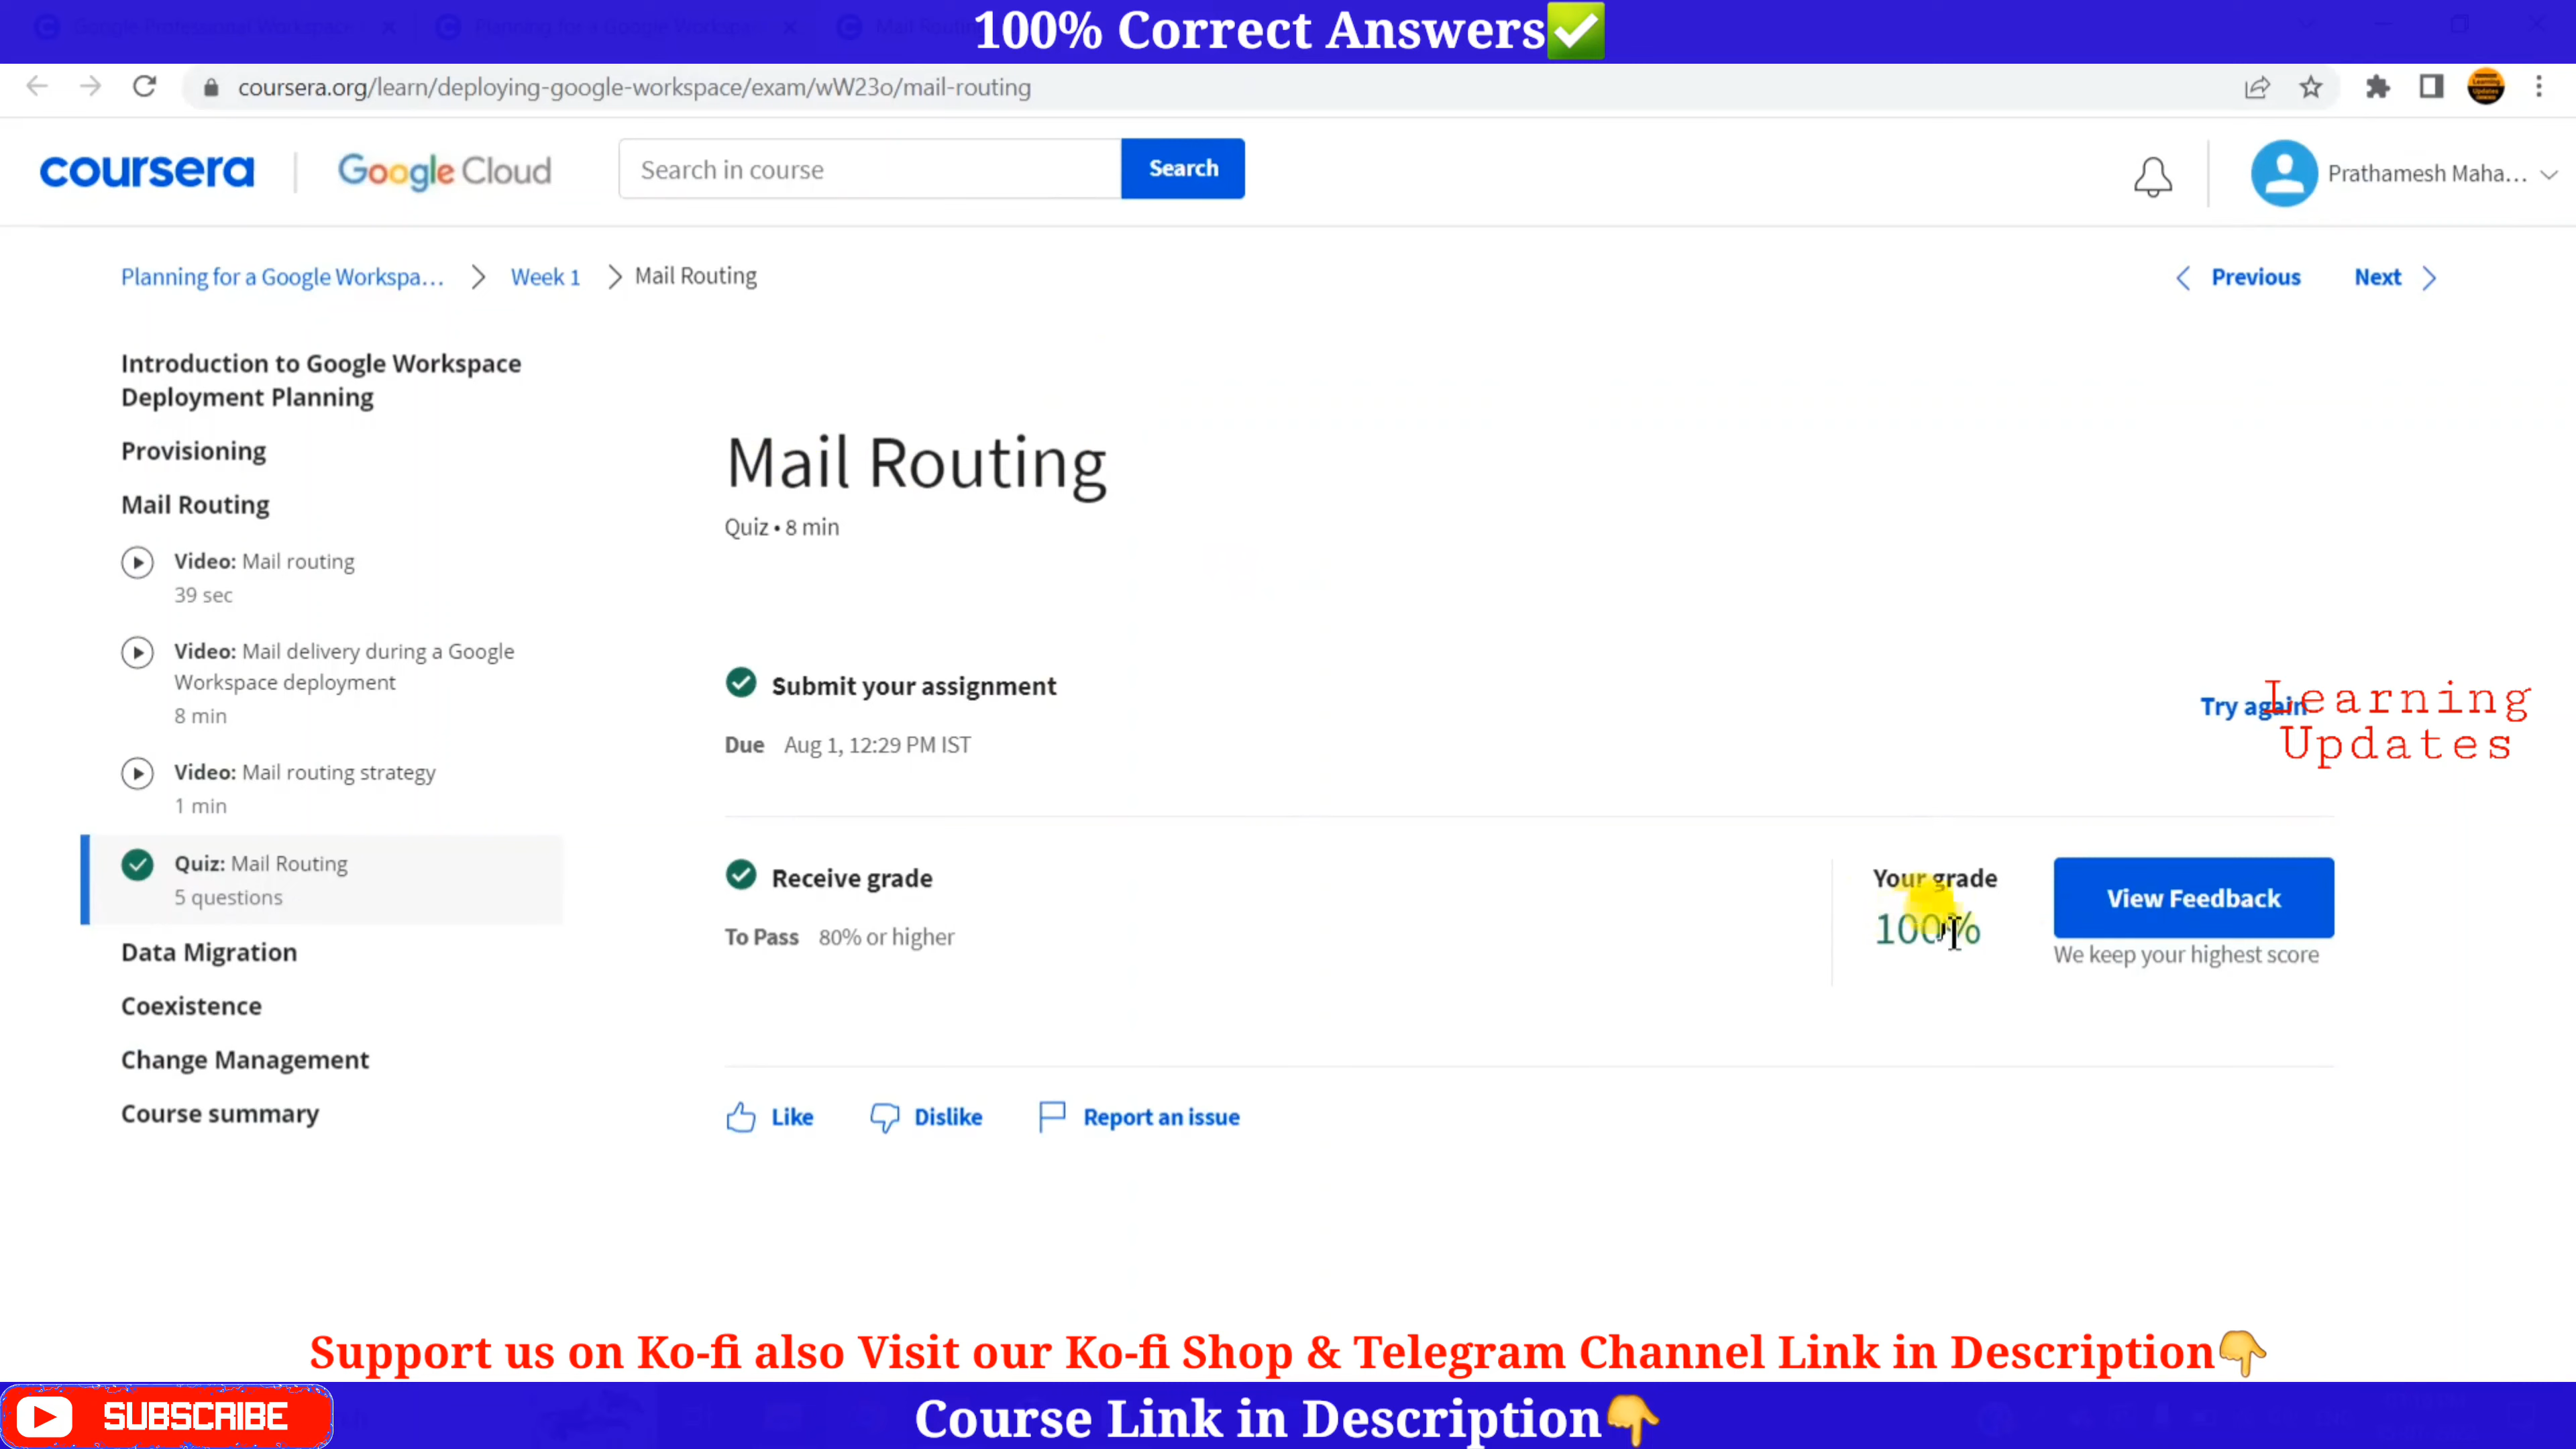 100% Correct Answers✅
coursera.org/learn/deploying-google-workspace/exam/wW23o/mail-routing
coursera
Google Cloud
Search in course
Search
Prathamesh Maha...
Planning for a Google Workspa...
Week 1
Mail Routing
Previous
Next
Introduction to Google Workspace
Deployment Planning
Provisioning
Mail Routing
Video: Mail routing
39 sec
Video: Mail delivery during a Google
Workspace deployment
8 min
Video: Mail routing strategy
1 min
Quiz: Mail Routing
5 questions
Data Migration
Coexistence
Change Management
Course summary
Mail Routing
Quiz • 8 min
Submit your assignment
Due Aug 1, 12:29 PM IST
Try again
Learning
Updates
Receive grade
To Pass 80% or higher
Your grade
100%
View Feedback
We keep your highest score
Like
Dislike
Report an issue
Support us on Ko-fi also Visit our Ko-fi Shop & Telegram Channel Link in Description👇
SUBSCRIBE
Course Link in Description👇